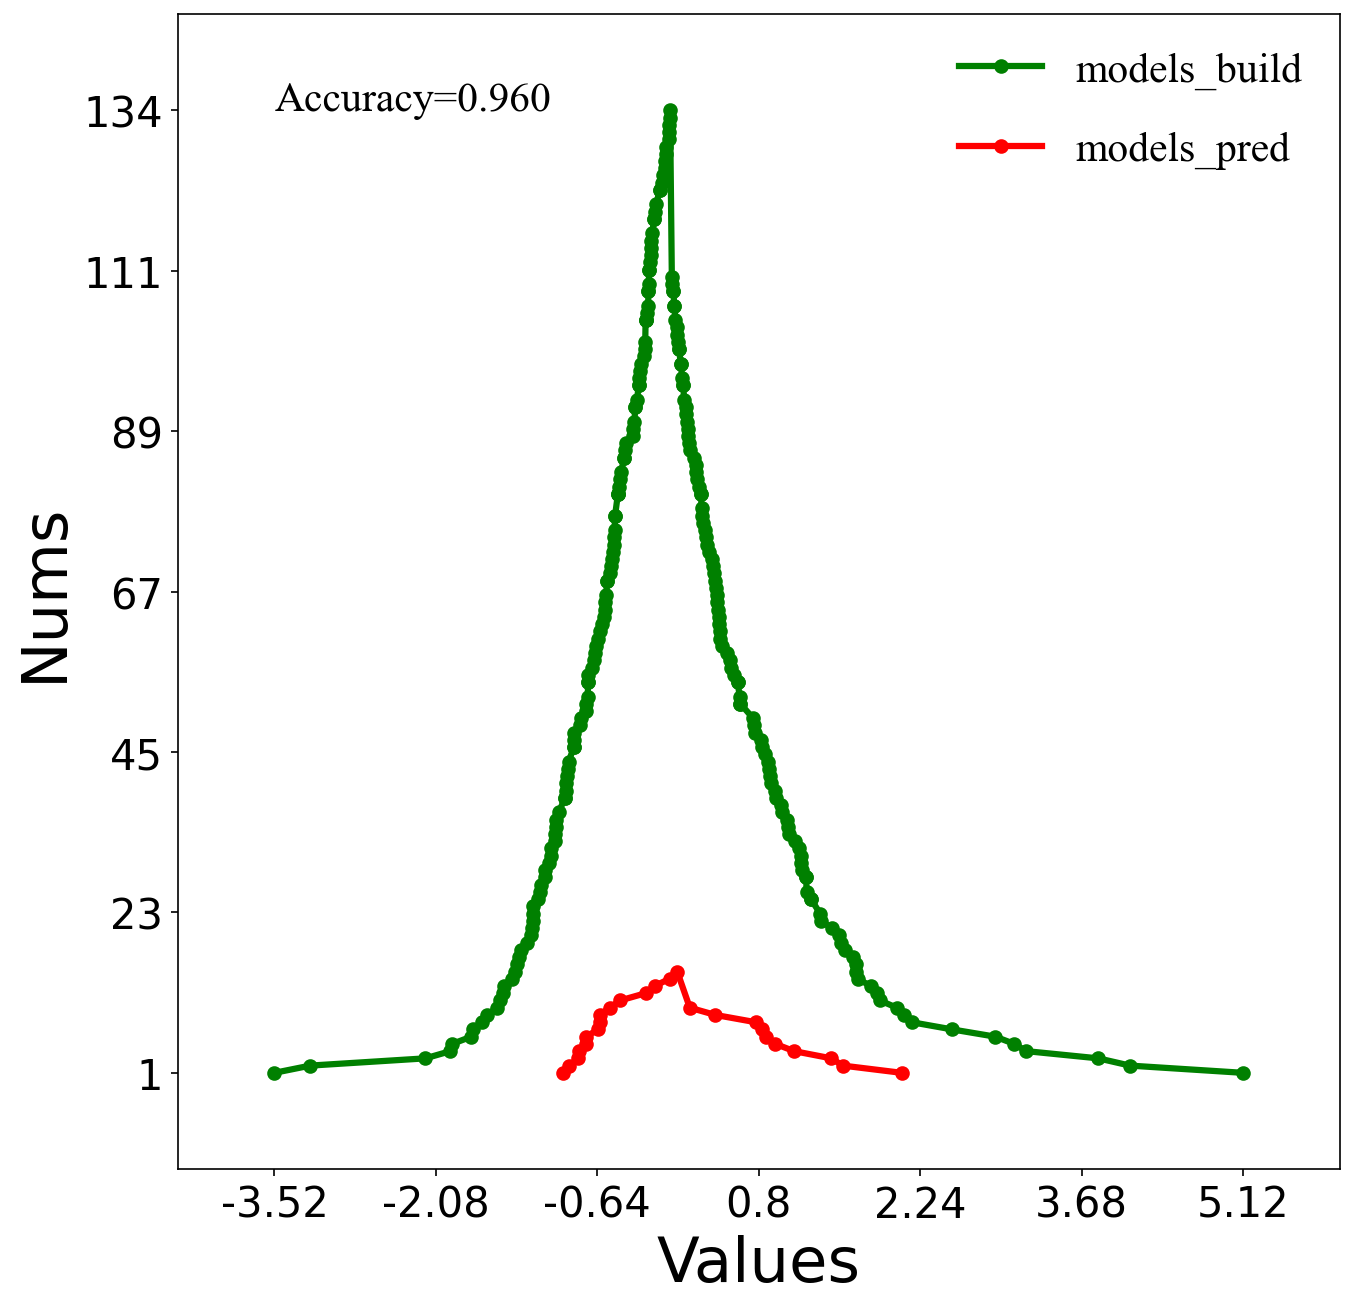 Accuracy=0.960
models_build
models_pred
134
111
89
67
45
23
1
Nums
-3.52 -2.08 -0.64 0.8 2.24 3.68 5.12
Values